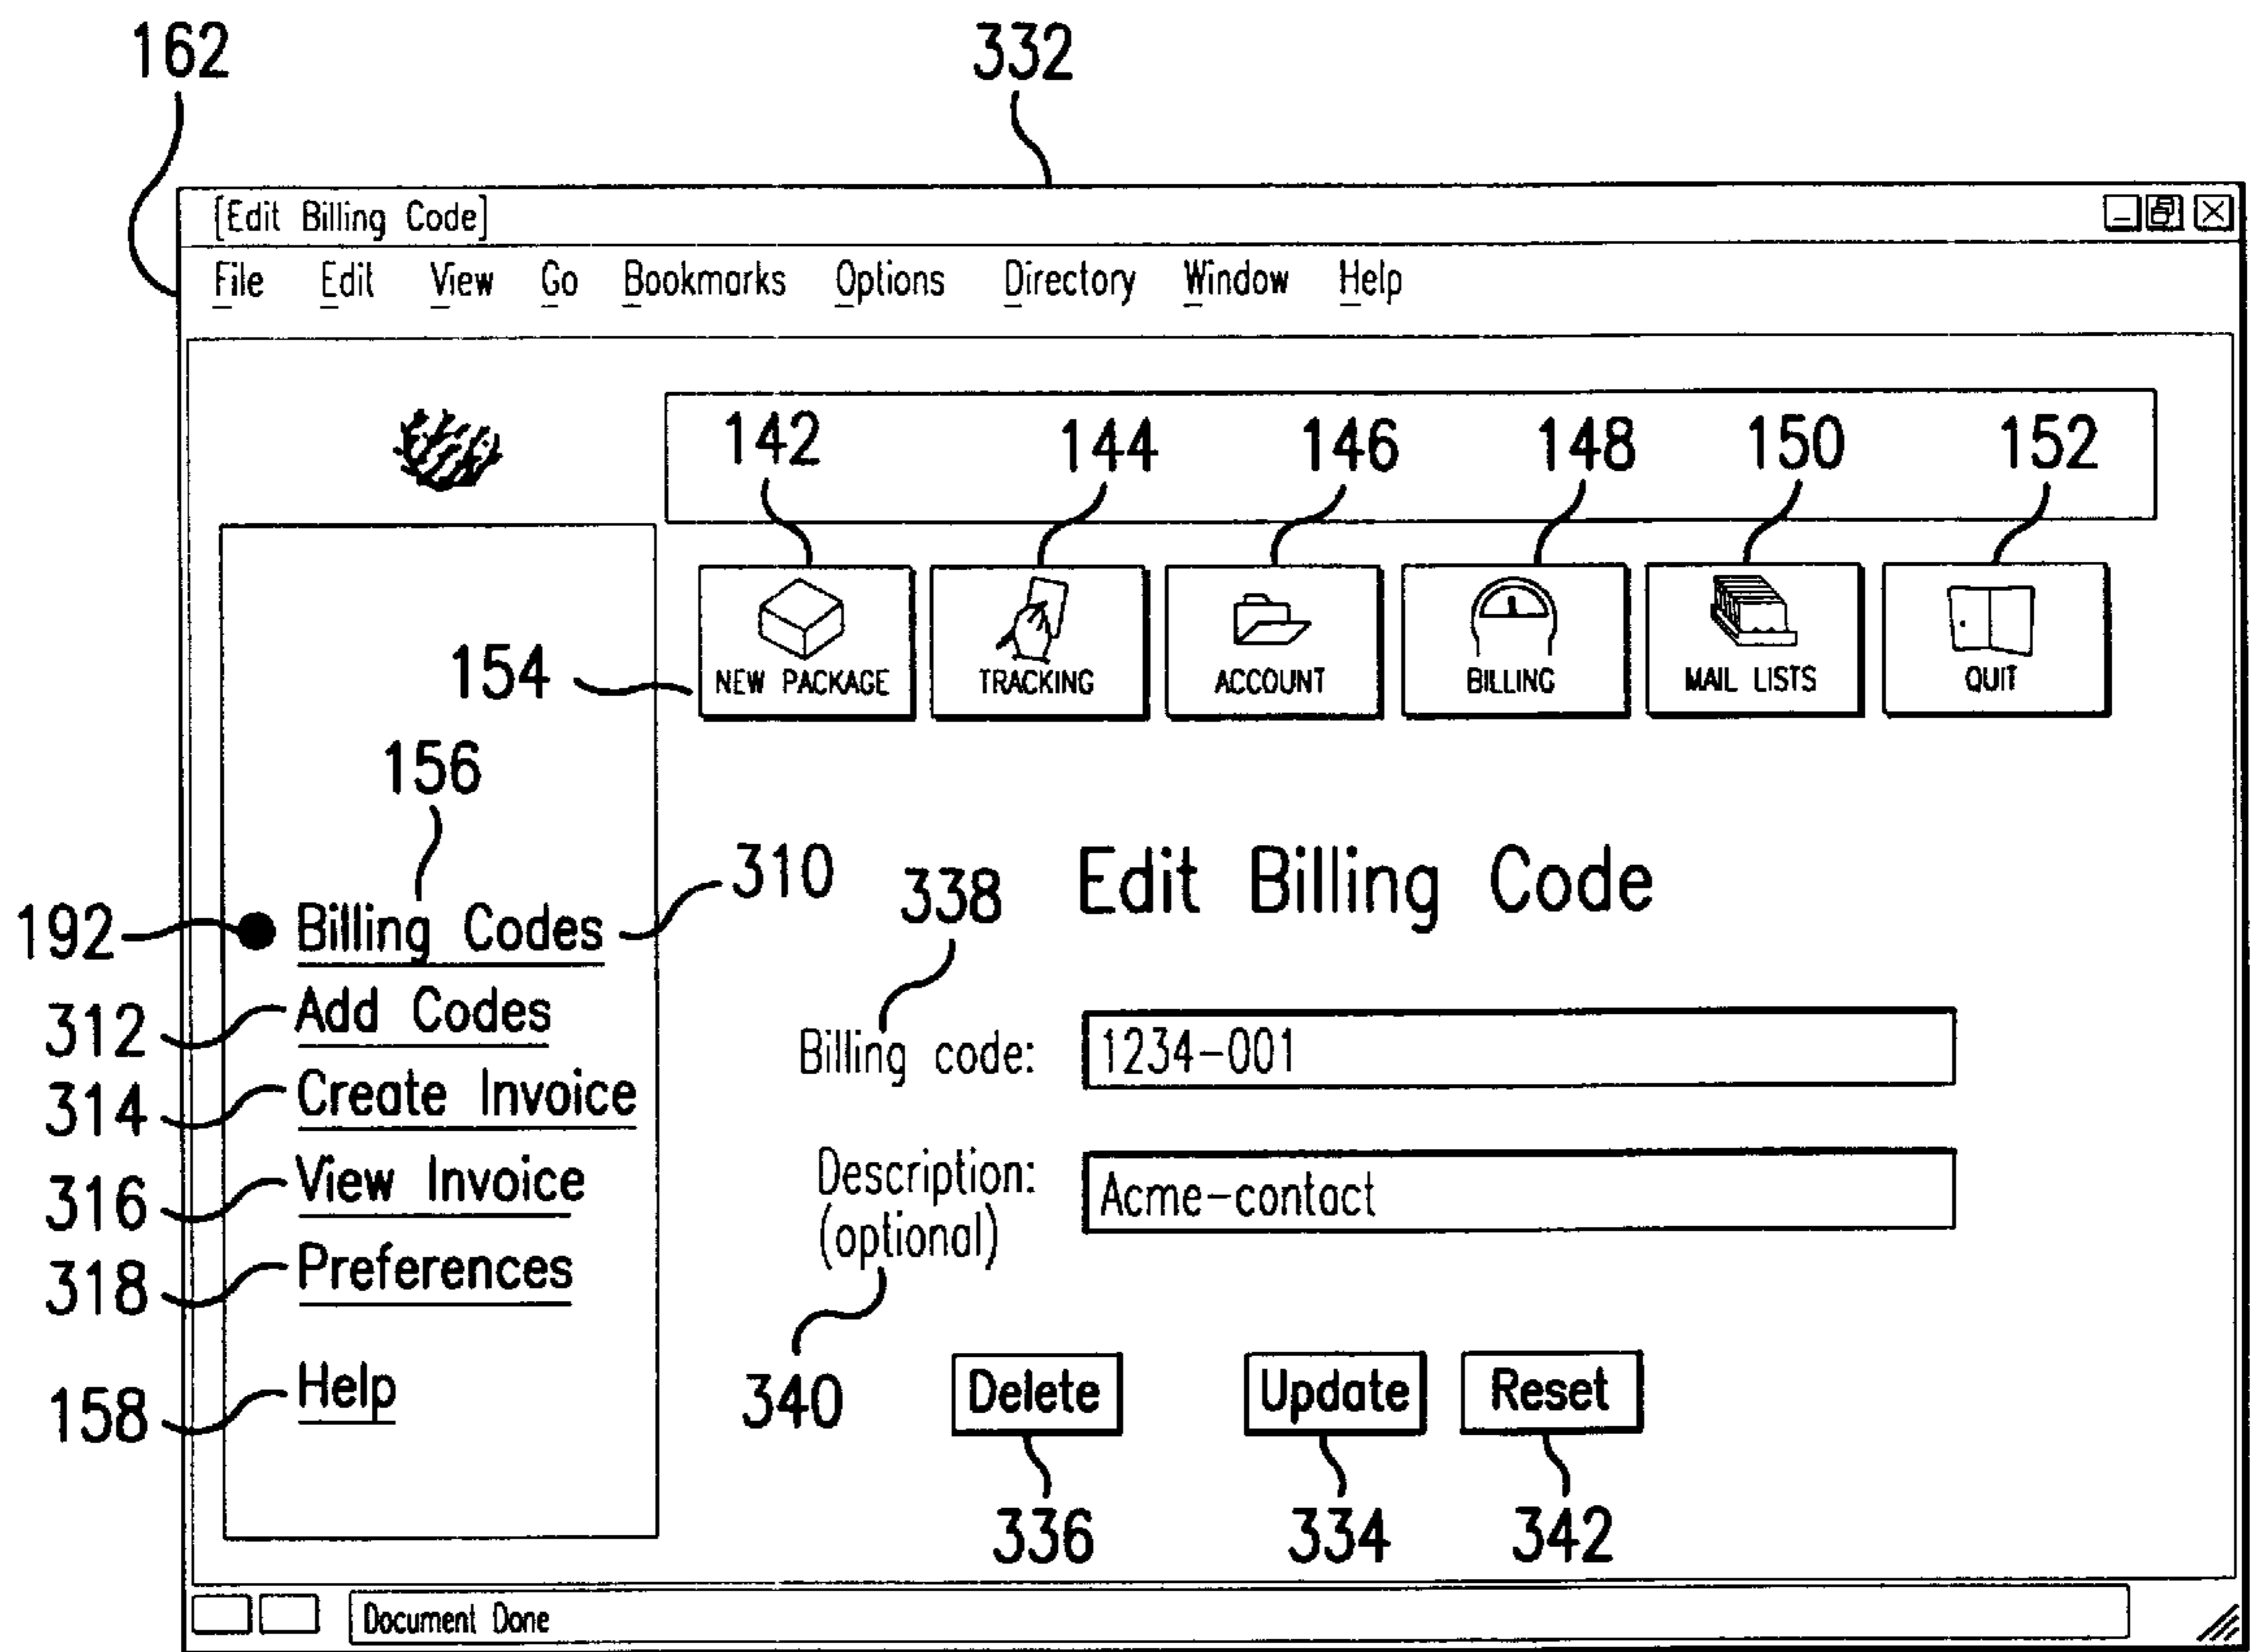 162 332
[Edit Billing Code]
File Edit View Go Bookmarks Options Directory Window Help
142 144 146 148 150 152
154 NEW PACKAGE TRACKING ACCOUNT BILLING MAIL LISTS QUIT
156
310
338 Edit Billing Code
192 Billing Codes
312 Add Codes
Billing code: 1234-001
314 Create Invoice
316 View Invoice
Description: Acme-contact
(optional)
318 Preferences
158 Help
340 Delete Update Reset
336 334 342
Document Done